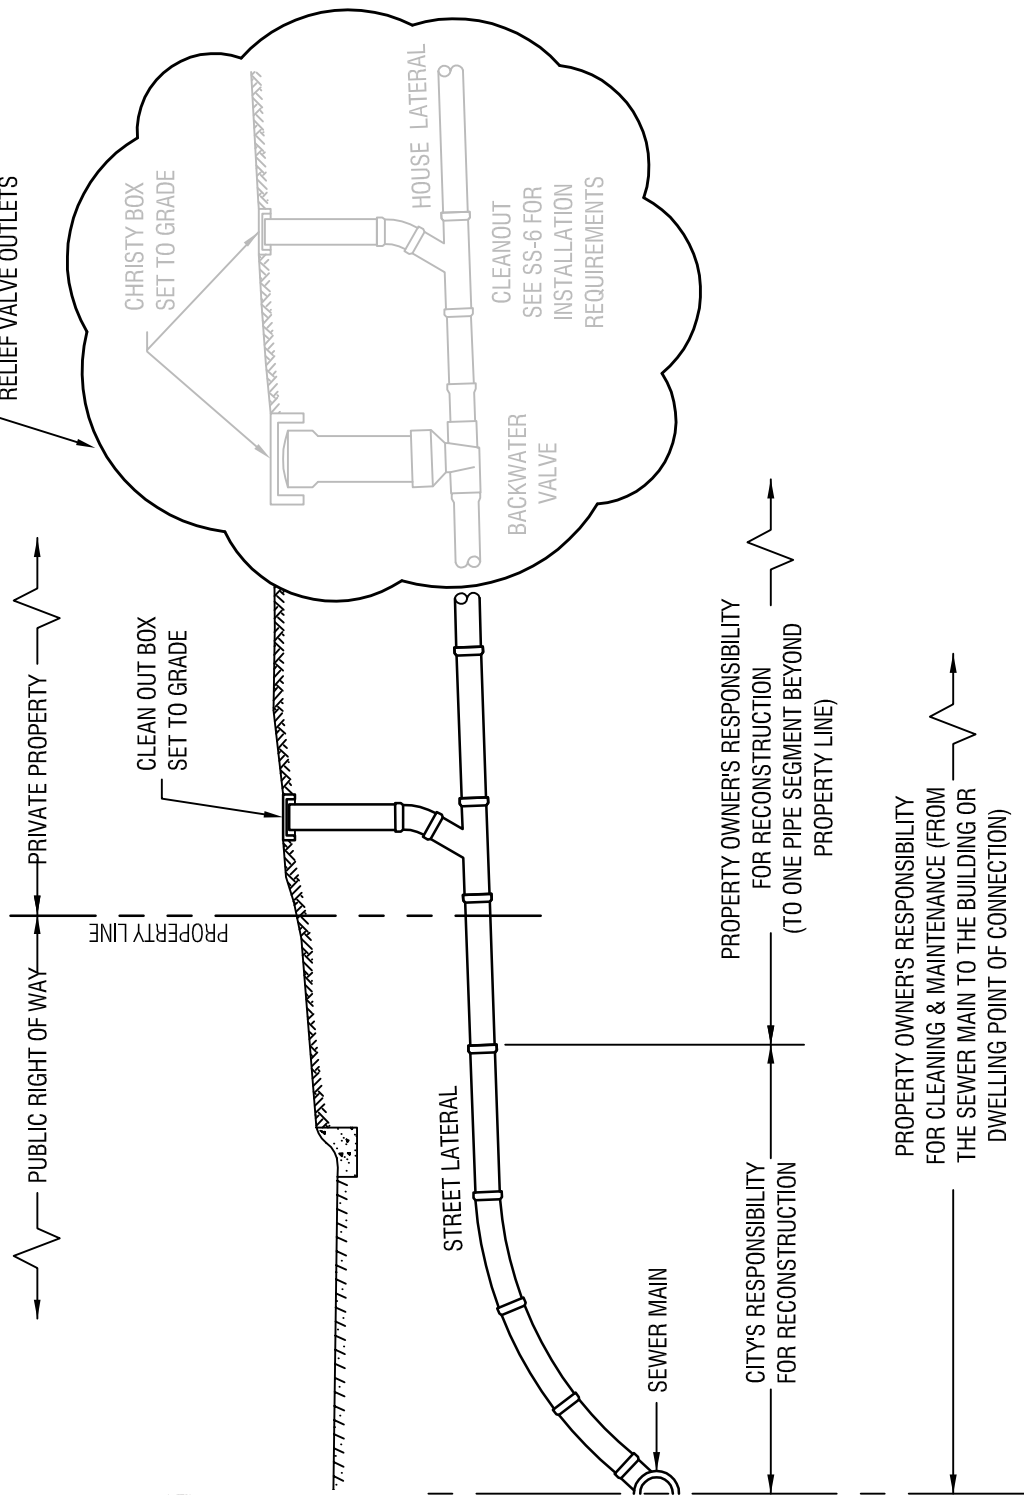 RELIEF VALVE OUTLETS
CHRISTY BOX
SET TO GRADE
HOUSE LATERAL
CLEANOUT
SEE SS-6 FOR
INSTALLATION
REQUIREMENTS
BACKWATER
VALVE
PRIVATE PROPERTY
CLEAN OUT BOX
SET TO GRADE
PROPERTY LINE
PUBLIC RIGHT OF WAY
STREET LATERAL
SEWER MAIN
PROPERTY OWNER'S RESPONSIBILITY
FOR RECONSTRUCTION
(TO ONE PIPE SEGMENT BEYOND
PROPERTY LINE)
CITY'S RESPONSIBILITY
FOR RECONSTRUCTION
PROPERTY OWNER'S RESPONSIBILITY
FOR CLEANING & MAINTENANCE (FROM
THE SEWER MAIN TO THE BUILDING OR
DWELLING POINT OF CONNECTION)